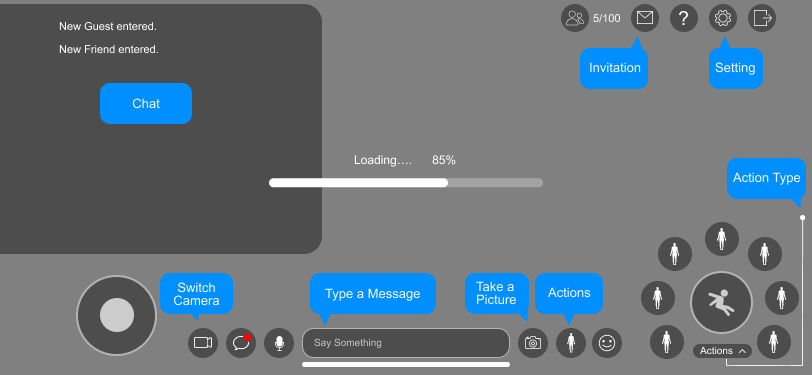 New Guest entered.
5/100
?
New Friend entered.
Invitation
Setting
Chat
Loading.... 85%
Action Type
Switch
Camera
Type a Message
Take a
Picture
Actions
Say Something
Actions